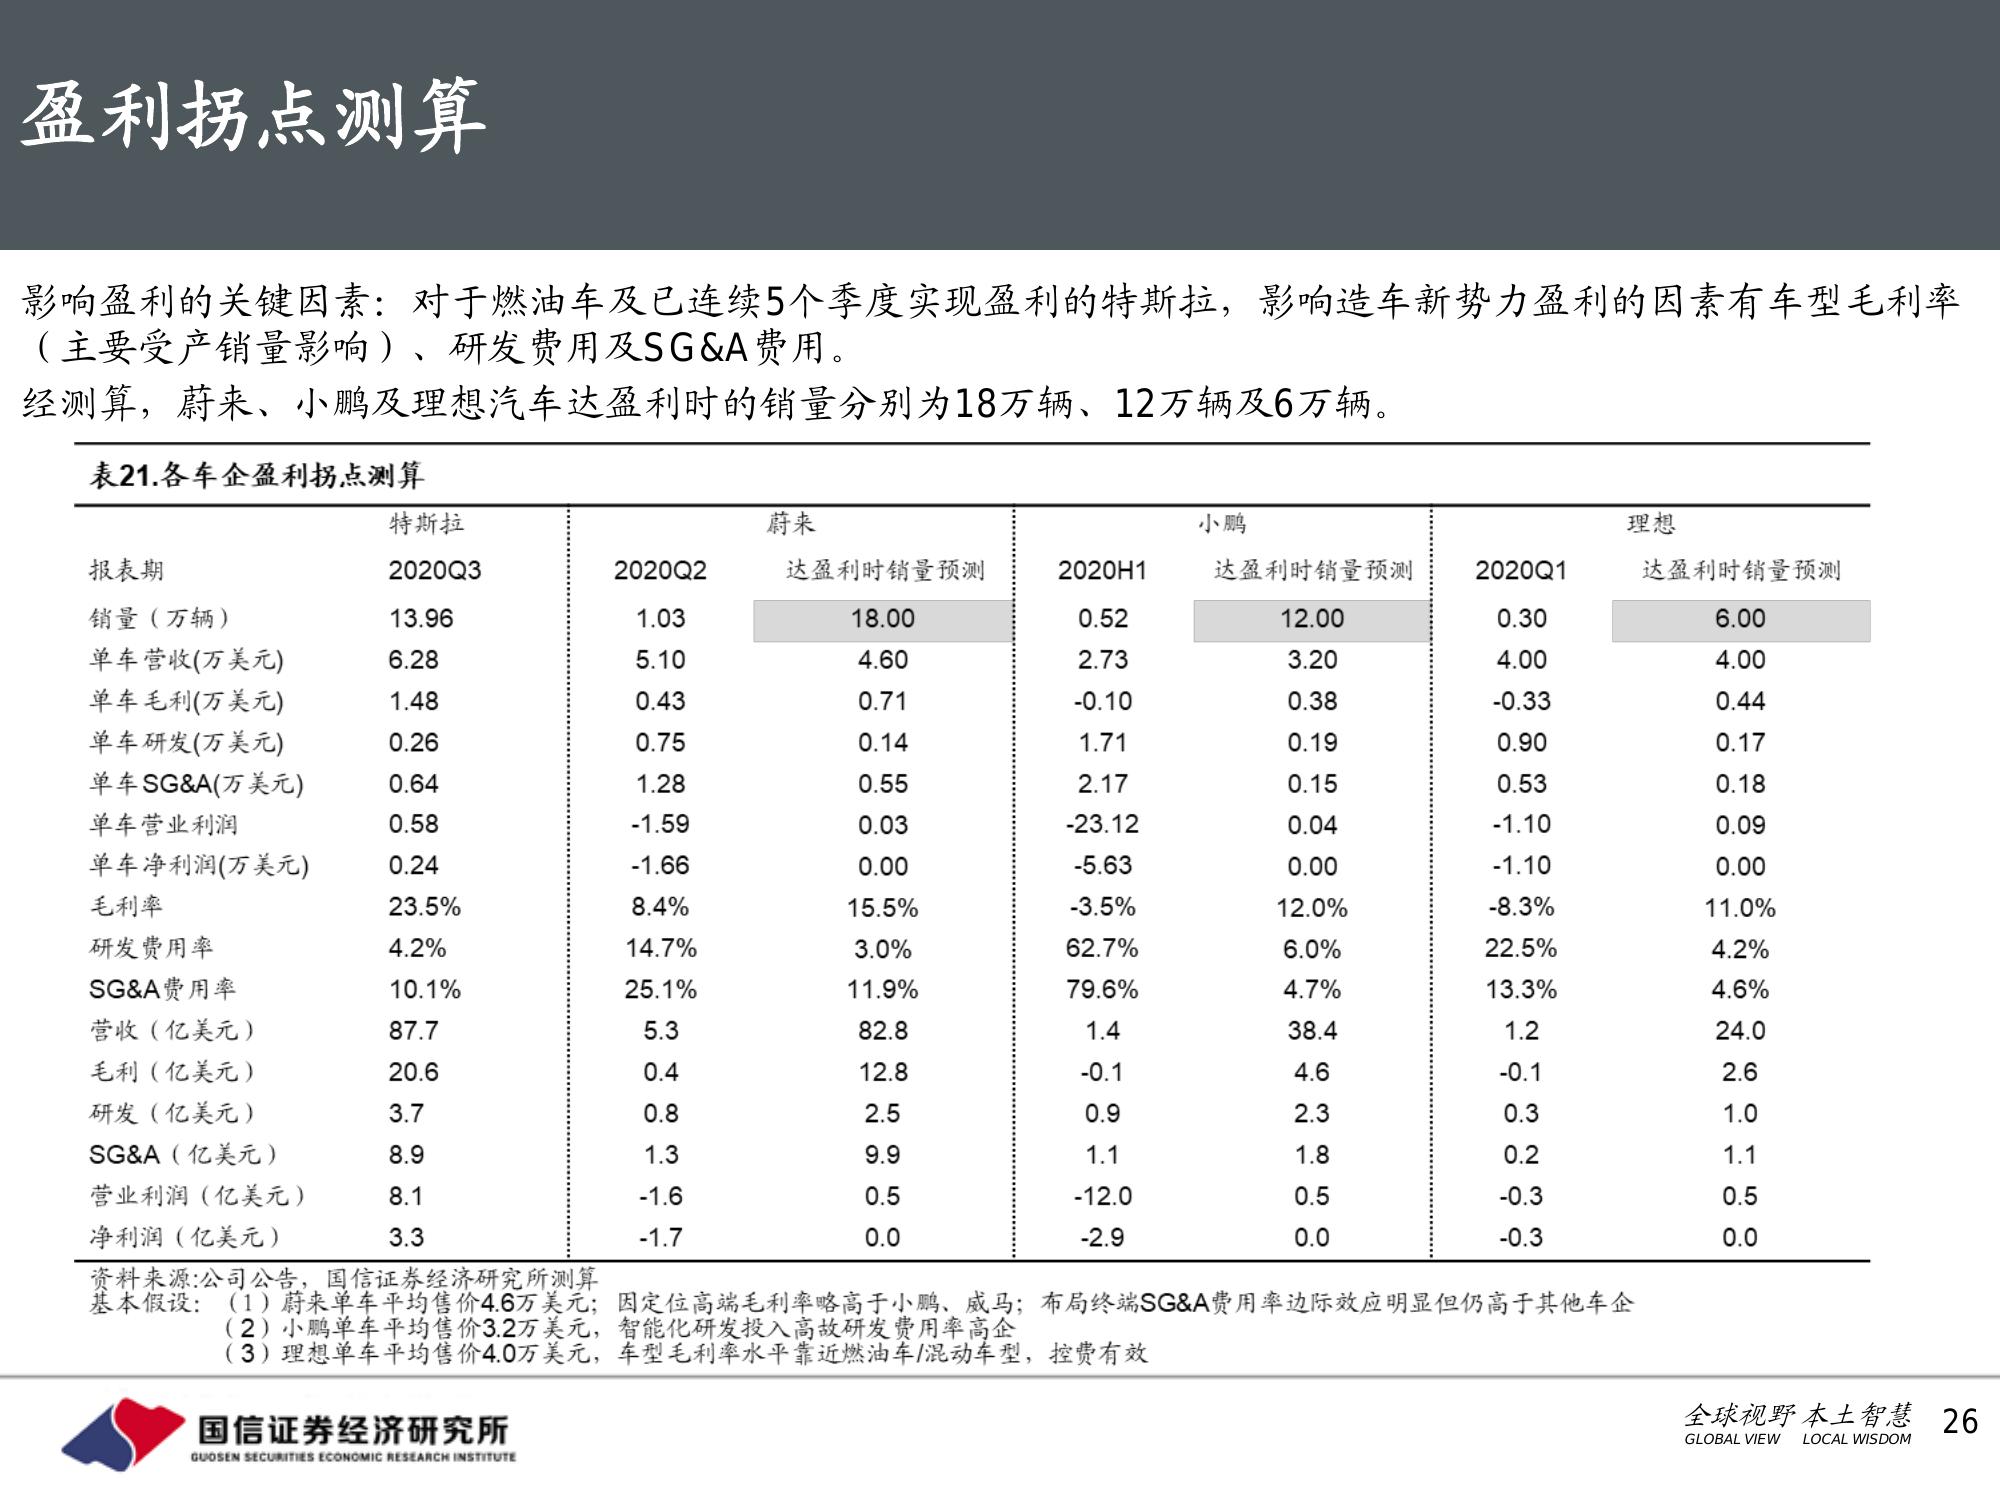 盈利拐点测算
影响盈利的关键因素：对于燃油车及已连续5个季度实现盈利的特斯拉，影响造车新势力盈利的因素有车型毛利率
（主要受产销量影响）、研发费用及SG&A费用。
经测算，蔚来、小鹏及理想汽车达盈利时的销量分别为18万辆、12万辆及6万辆。
表21.各车企盈利拐点测算
特斯拉 蔚来 小鹏 理想
报表期 2020Q3 2020Q2 达盈利时销量预测 2020H1 达盈利时销量预测 2020Q1 达盈利时销量预测
销量（万辆） 13.96 1.03 18.00 0.52 12.00 0.30 6.00
单车营收(万美元) 6.28 5.10 4.60 2.73 3.20 4.00 4.00
单车毛利(万美元) 1.48 0.43 0.71 -0.10 0.38 -0.33 0.44
单车研发(万美元) 0.26 0.75 0.14 1.71 0.19 0.90 0.17
单车SG&A(万美元) 0.64 1.28 0.55 2.17 0.15 0.53 0.18
单车营业利润 0.58 -1.59 0.03 -23.12 0.04 -1.10 0.09
单车净利润(万美元) 0.24 -1.66 0.00 -5.63 0.00 -1.10 0.00
毛利率 23.5% 8.4% 15.5% -3.5% 12.0% -8.3% 11.0%
研发费用率 4.2% 14.7% 3.0% 62.7% 6.0% 22.5% 4.2%
SG&A费用率 10.1% 25.1% 11.9% 79.6% 4.7% 13.3% 4.6%
营收（亿美元） 87.7 5.3 82.8 1.4 38.4 1.2 24.0
毛利（亿美元） 20.6 0.4 12.8 -0.1 4.6 -0.1 2.6
研发（亿美元） 3.7 0.8 2.5 0.9 2.3 0.3 1.0
SG&A（亿美元） 8.9 1.3 9.9 1.1 1.8 0.2 1.1
营业利润（亿美元） 8.1 -1.6 0.5 -12.0 0.5 -0.3 0.5
净利润（亿美元） 3.3 -1.7 0.0 -2.9 0.0 -0.3 0.0
资料来源:公司公告，国信证券经济研究所测算
基本假设：（1）蔚来单车平均售价4.6万美元；因定位高端毛利率略高于小鹏、威马；布局终端SG&A费用率边际效应明显但仍高于其他车企
（2）小鹏单车平均售价3.2万美元，智能化研发投入高故研发费用率高企
（3）理想单车平均售价4.0万美元，车型毛利率水平靠近燃油车/混动车型，控费有效
国信证券经济研究所
GUOSEN SECURITIES ECONOMIC RESEARCH INSTITUTE
全球视野 本土智慧
GLOBAL VIEW LOCAL WISDOM
26